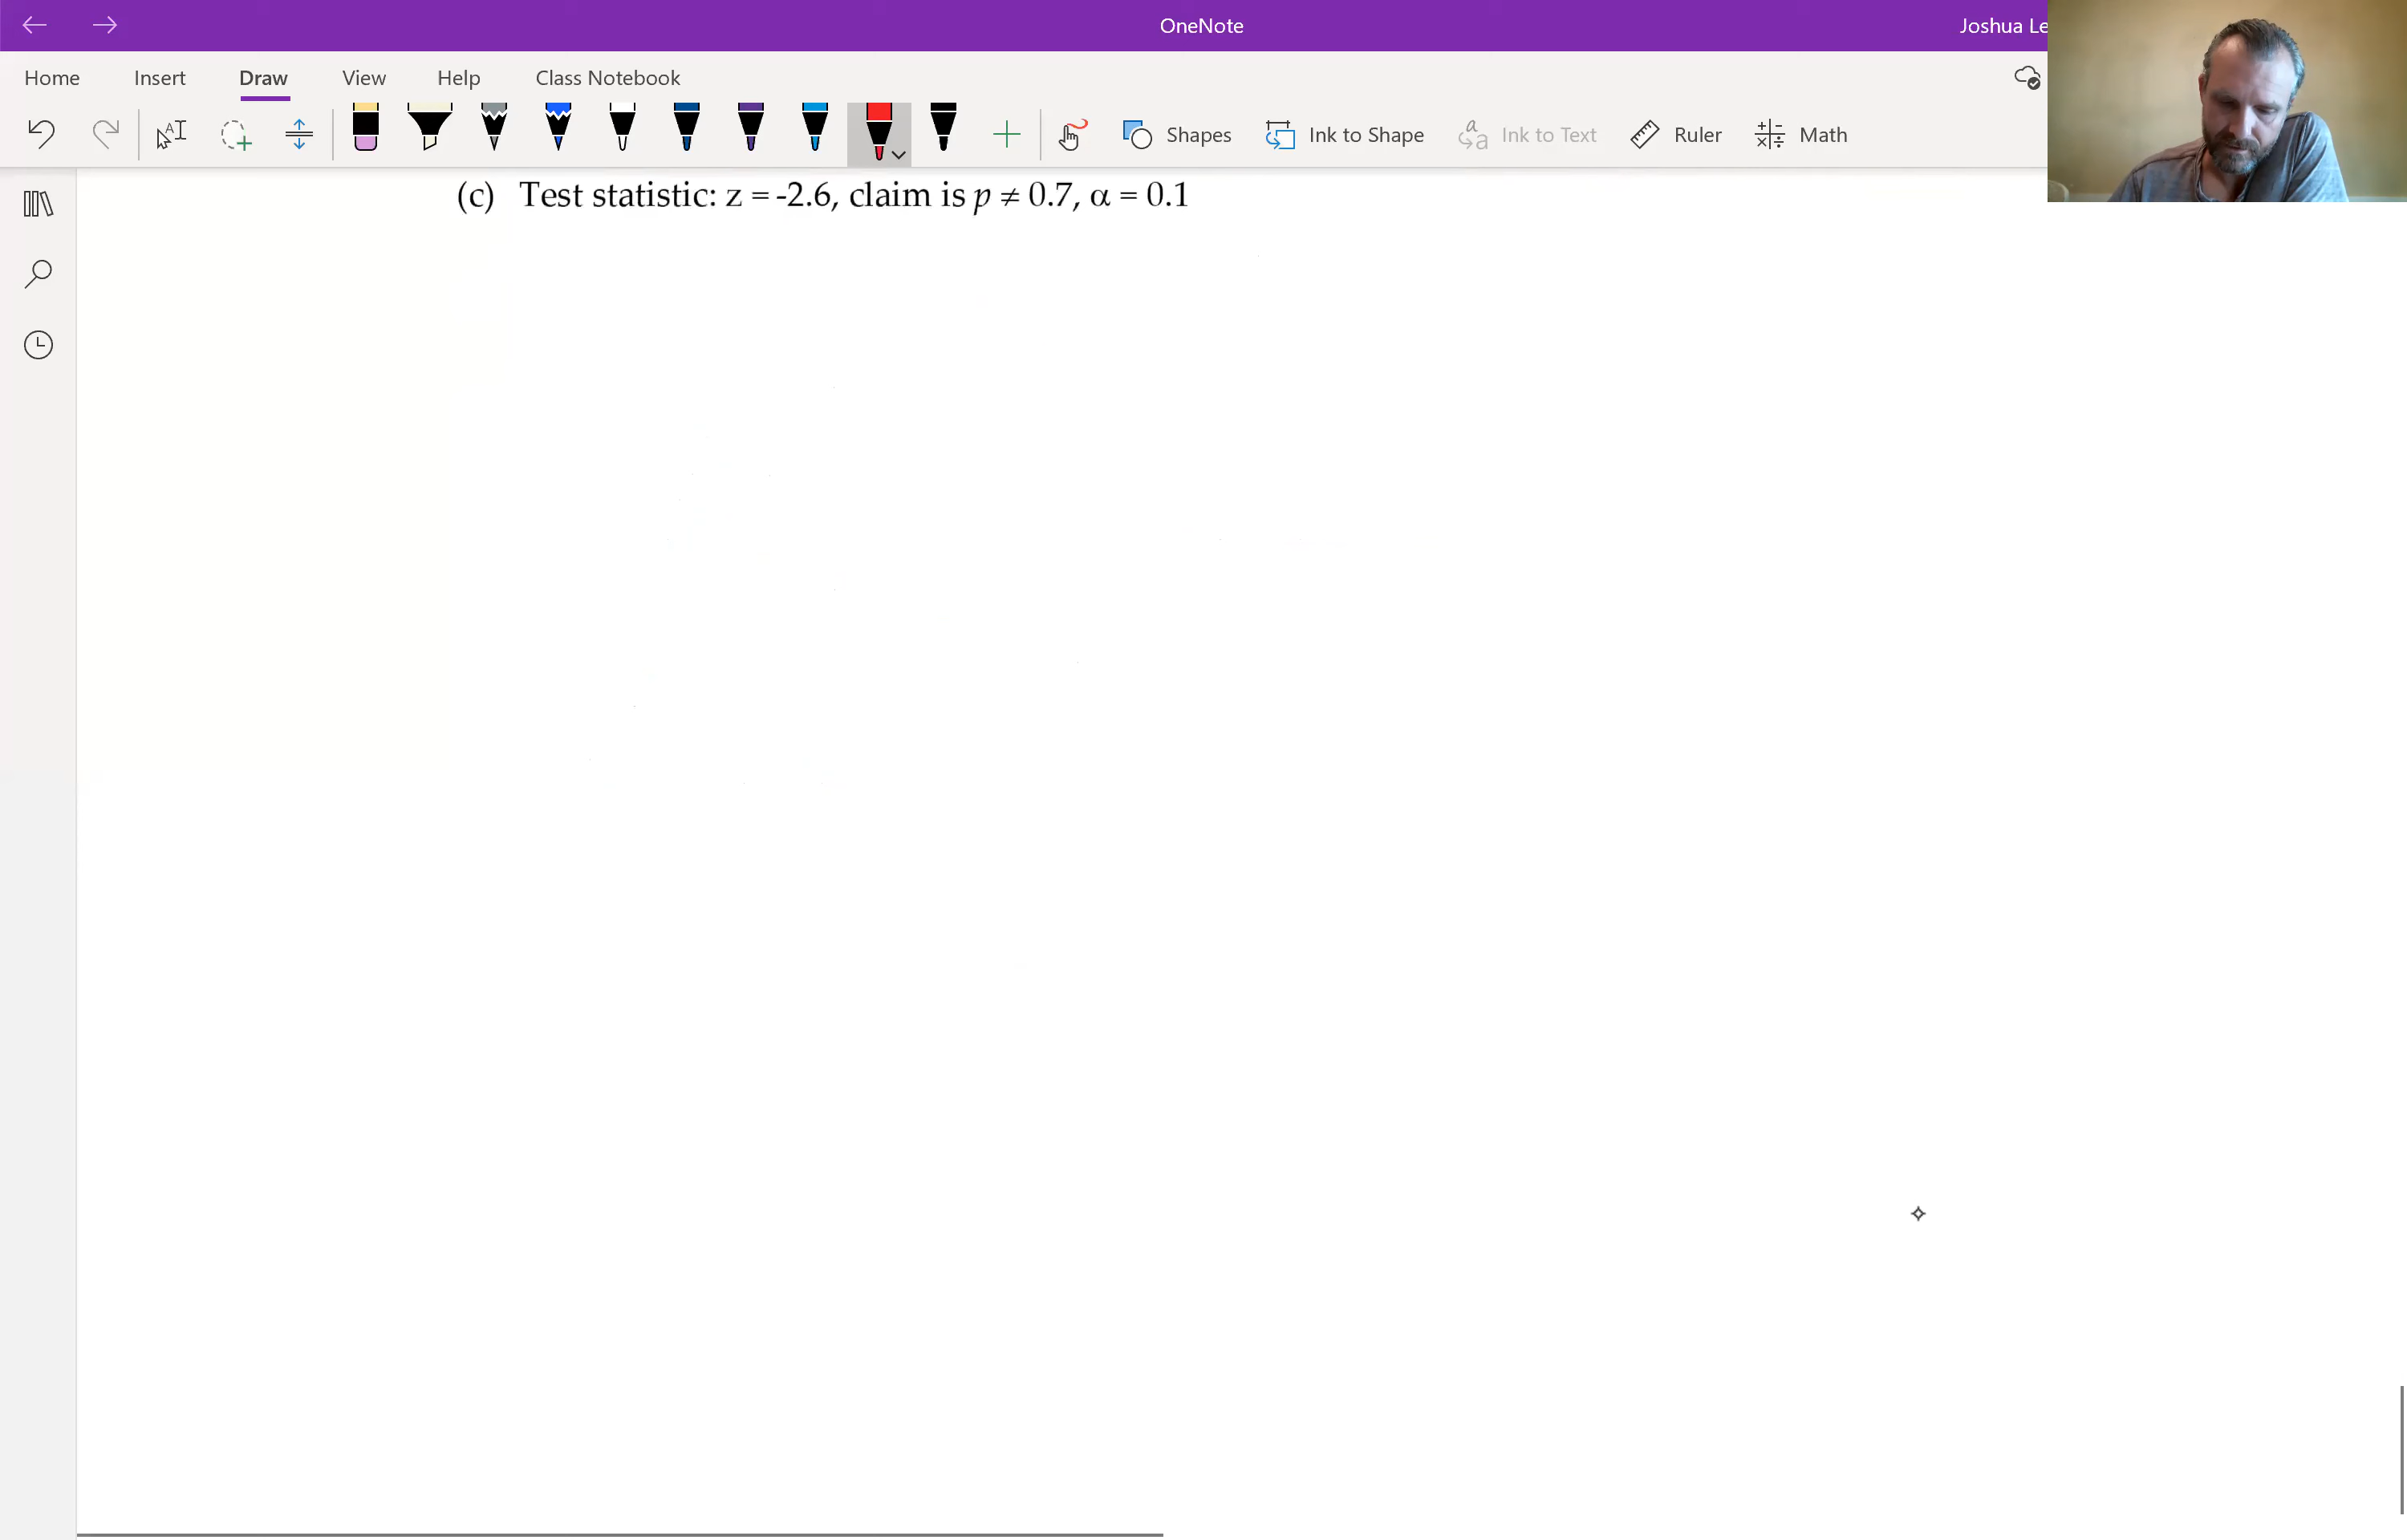 OneNote
Joshua Le
Home Insert Draw View Help Class Notebook
Shapes Ink to Shape Ink to Text Ruler Math
(c) Test statistic: z = -2.6, claim is p ≠ 0.7, α = 0.1